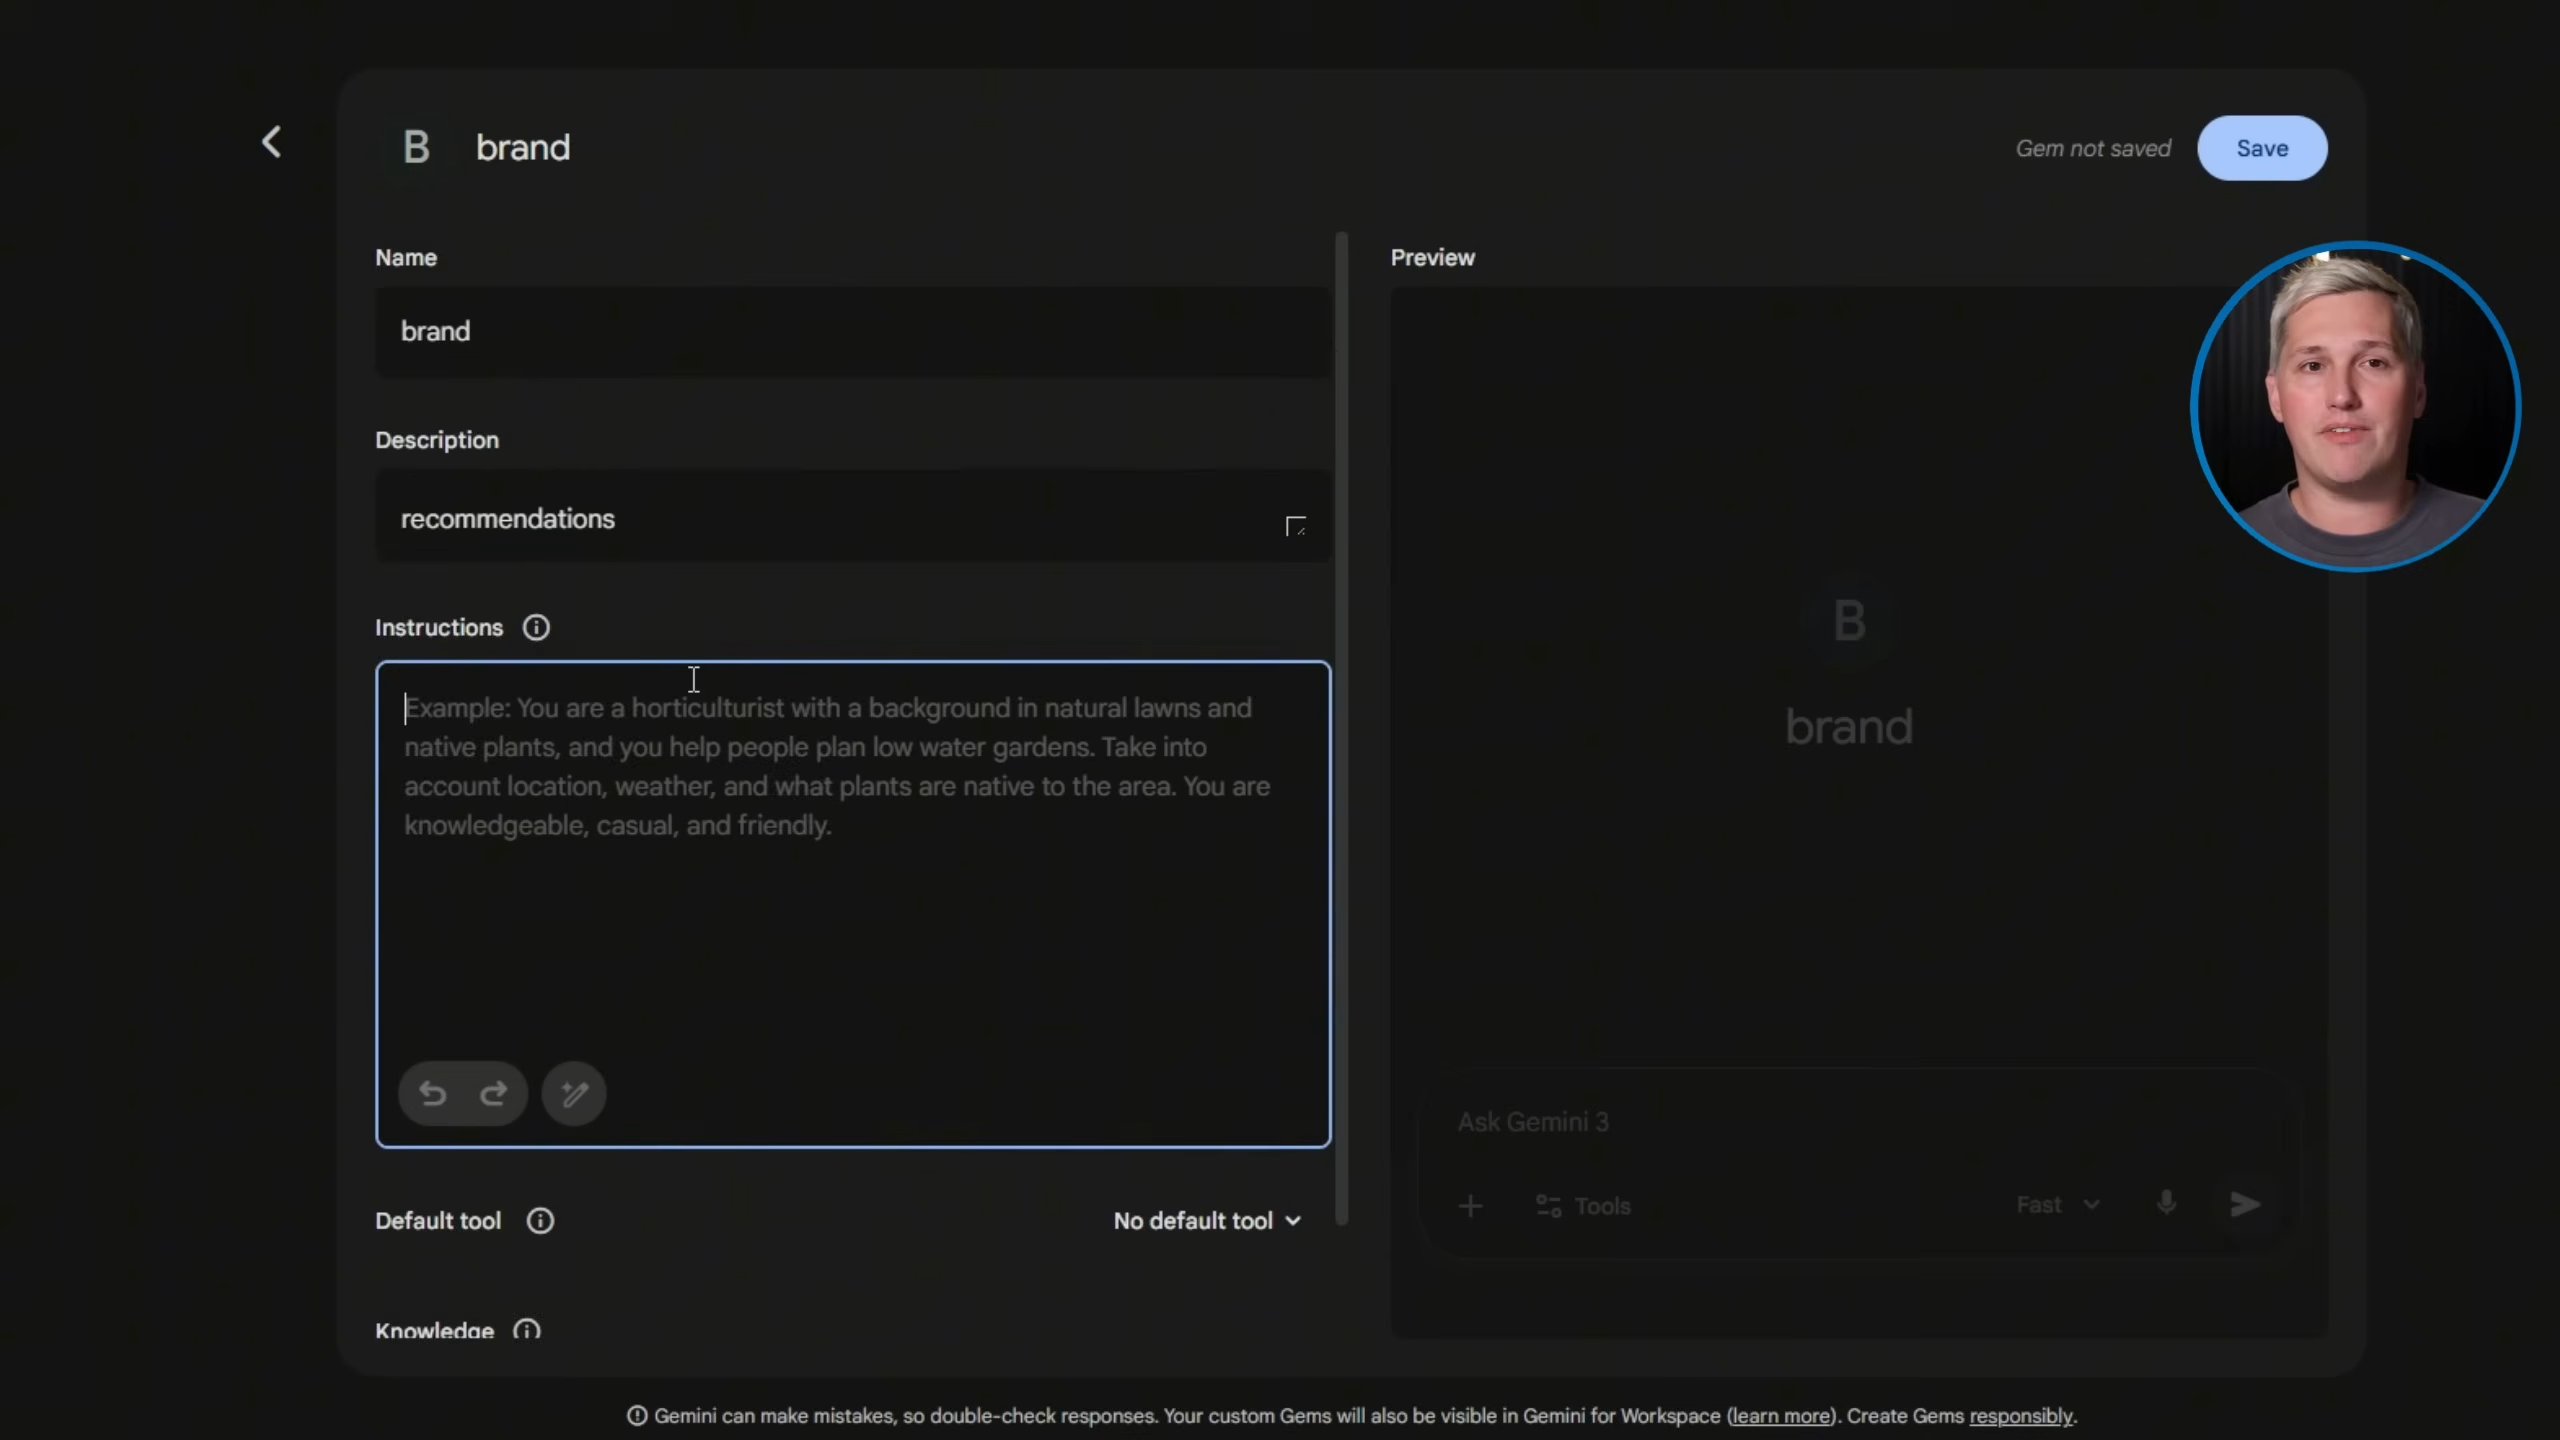 B brand
Gem not saved
Save
Name
brand
Description
recommendations
Instructions
Example: You are a horticulturist with a background in natural lawns and
native plants, and you help people plan low water gardens. Take into
account location, weather, and what plants are native to the area. You are
knowledgeable, casual, and friendly.
Default tool
No default tool
Knowledge
Preview
B
brand
Ask Gemini 3
Tools
Fast
Gemini can make mistakes, so double-check responses. Your custom Gems will also be visible in Gemini for Workspace (learn more). Create Gems responsibly.